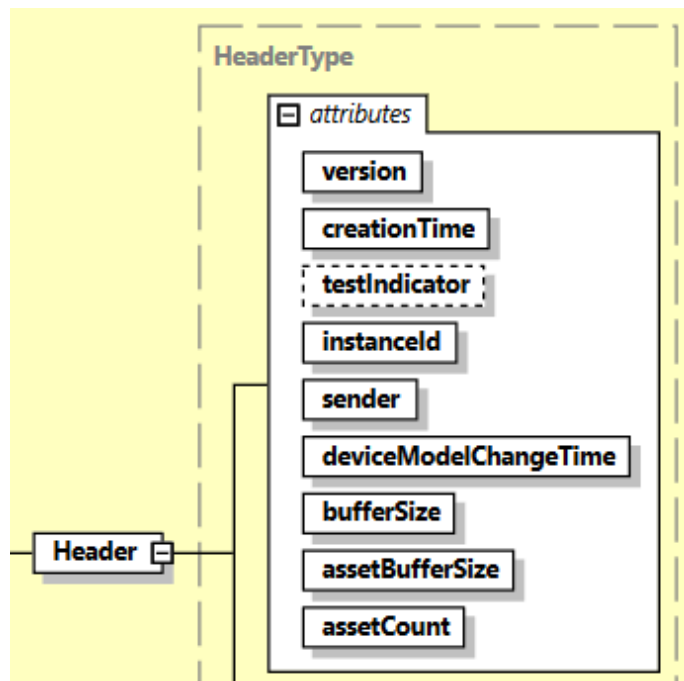 HeaderType
attributes
version
creationTime
testIndicator
instanceId
sender
deviceModelChangeTime
bufferSize
Header
assetBufferSize
assetCount